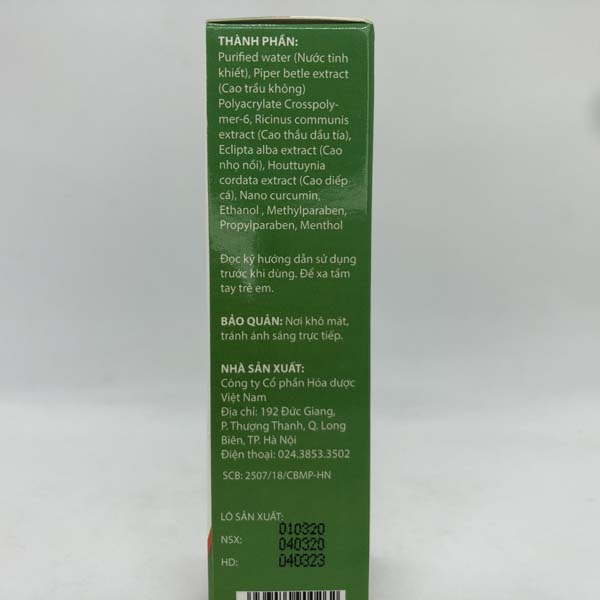 THÀNH PHẦN:
Purified water (Nước tinh
khiết), Piper betle extract
(Cao trầu không)
Polyacrylate Crosspoly-
mer-6, Ricinus communis
extract (Cao thầu dầu tía),
Eclipta alba extract (Cao
nhọ nồi), Houttuynia
cordata extract (Cao diếp
cá), Nano curcumin,
Ethanol , Methylparaben,
Propylparaben, Menthol
Đọc kỹ hướng dẫn sử dụng
trước khi dùng. Để xa tầm
tay trẻ em.
BẢO QUẢN: Nơi khô mát,
tránh ánh sáng trực tiếp.
NHÀ SẢN XUẤT:
Công ty Cổ phần Hóa dược
Việt Nam
Địa chỉ: 192 Đức Giang,
P. Thượng Thanh, Q. Long
Biên, TP. Hà Nội
Điện thoại: 024.3853.3502
SCB: 2507/18/CBMP-HN
LÔ SẢN XUẤT: 010320
NSX: 040320
HD: 040323